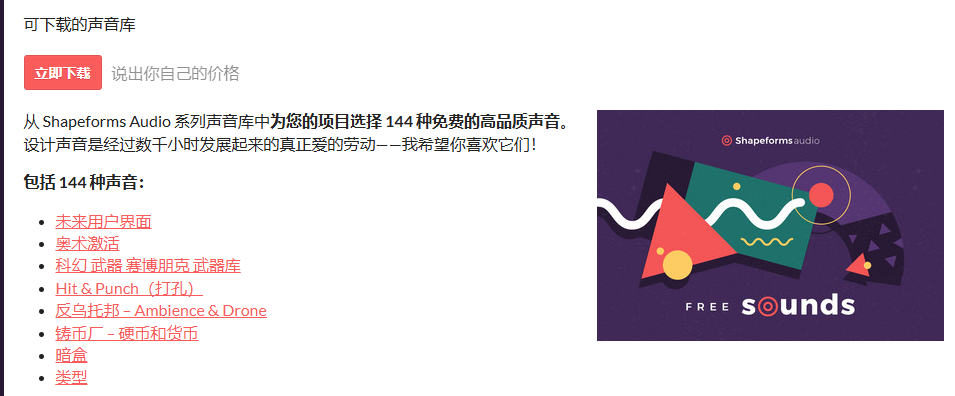 可下载的声音库
立即下载 说出你自己的价格
从 Shapeforms Audio 系列声音库中为您的项目选择 144 种免费的高品质声音。
设计声音是经过数千小时发展起来的真正爱的劳动——我希望你喜欢它们！
包括 144 种声音：
未来用户界面
奥术激活
科幻 武器 赛博朋克 武器库
Hit & Punch（打孔）
反乌托邦 – Ambience & Drone
铸币厂 – 硬币和货币
暗盒
类型
Shapeforms audio
FREE sounds